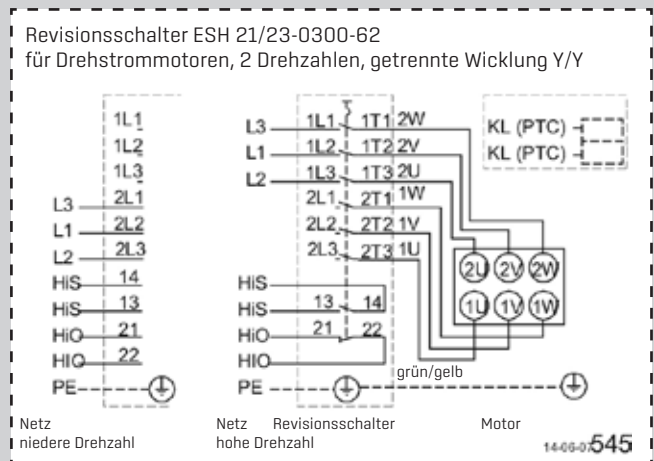 Revisionsschalter ESH 21/23-0300-62
für Drehstrommotoren, 2 Drehzahlen, getrennte Wicklung Y/Y
1L1
1L2
1L3
L3 2L1
L1 2L2
L2 2L3
HiS 14
HiS 13
HiO 21
HIO 22
PE
L3 1L1 1T1 2W
L1 1L2 1T2 2V
L2 1L3 1T3 2U
2L1 2T1 1W
2L2 2T2 1V
2L3 2T3 1U
HiS
HiS 13 14
HiO 21 22
HIO
PE
grün/gelb
KL (PTC)
KL (PTC)
2U 2V 2W
1U 1V 1W
Netz
niedere Drehzahl
Netz Revisionsschalter Motor
hohe Drehzahl
14-06-07 545